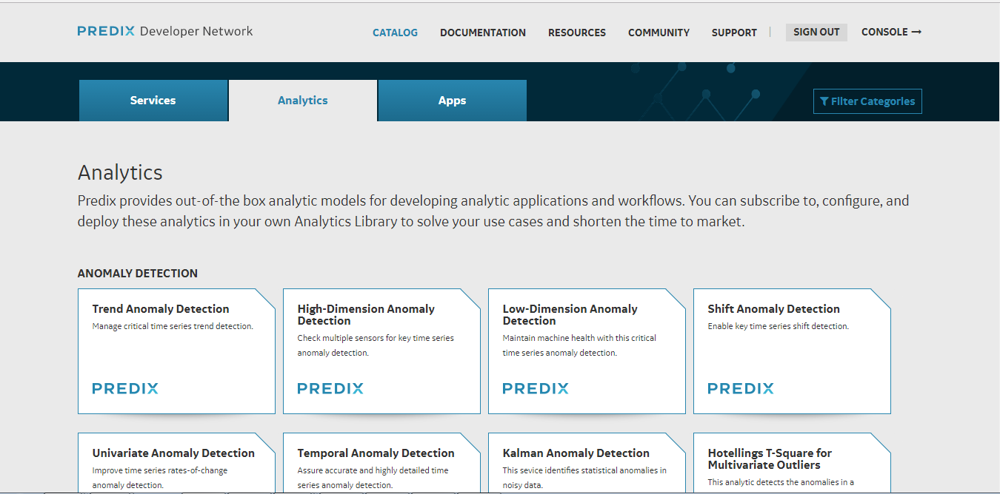 PREDIX Developer Network
CATALOG DOCUMENTATION RESOURCES COMMUNITY SUPPORT SIGN OUT CONSOLE →
Services Analytics Apps Filter Categories
Analytics
Predix provides out-of-the box analytic models for developing analytic applications and workflows. You can subscribe to, configure, and
deploy these analytics in your own Analytics Library to solve your use cases and shorten the time to market.
ANOMALY DETECTION
Trend Anomaly Detection
Manage critical time series trend detection.
PREDIX
High-Dimension Anomaly
Detection
Check multiple sensors for key time series
anomaly detection.
PREDIX
Low-Dimension Anomaly
Detection
Maintain machine health with this critical
time series anomaly detection.
PREDIX
Shift Anomaly Detection
Enable key time series shift detection.
PREDIX
Univariate Anomaly Detection
Improve time series rates-of-change
anomaly detection.
Temporal Anomaly Detection
Assure accurate and highly detailed time
series anomaly detection.
Kalman Anomaly Detection
This sevice identifies statistical anomalies in
noisy data.
Hotellings T-Square for
Multivariate Outliers
This analytic detects the anomalies in a